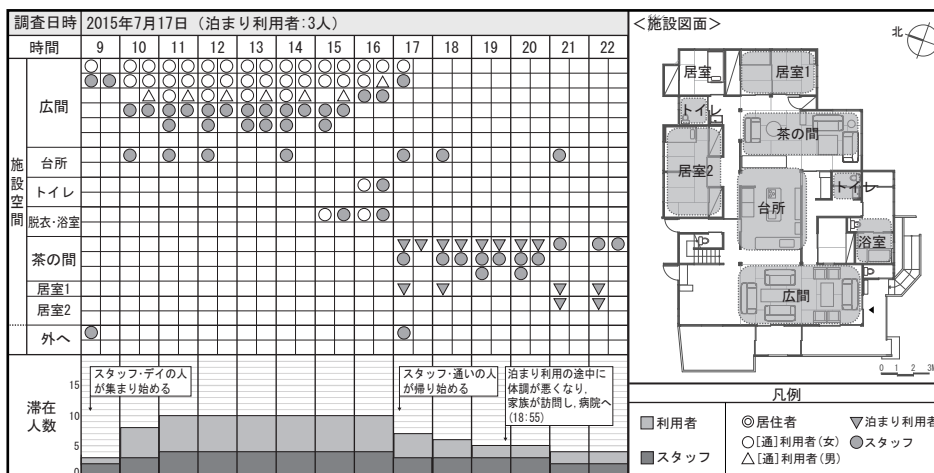 調査日時 2015年7月17日（泊まり利用者:3人）
時間 9 10 11 12 13 14 15 16 17 18 19 20 21 22
施設空間
広間
台所
トイレ
脱衣・浴室
茶の間
居室1
居室2
外へ
滞在人数
15
10
5
0
スタッフ・デイの人が集まり始める
スタッフ・通いの人が帰り始める
泊まり利用の途中に
体調が悪くなり,
家族が訪問し,病院へ
(18:55)
＜施設図面＞
北
居室 居室1
トイレ
茶の間
居室2
トイレ
台所
浴室
広間
0 1 2 3M
凡例
利用者
スタッフ
◎居住者
○[通]利用者(女)
△[通]利用者(男)
▼泊まり利用者
●スタッフ